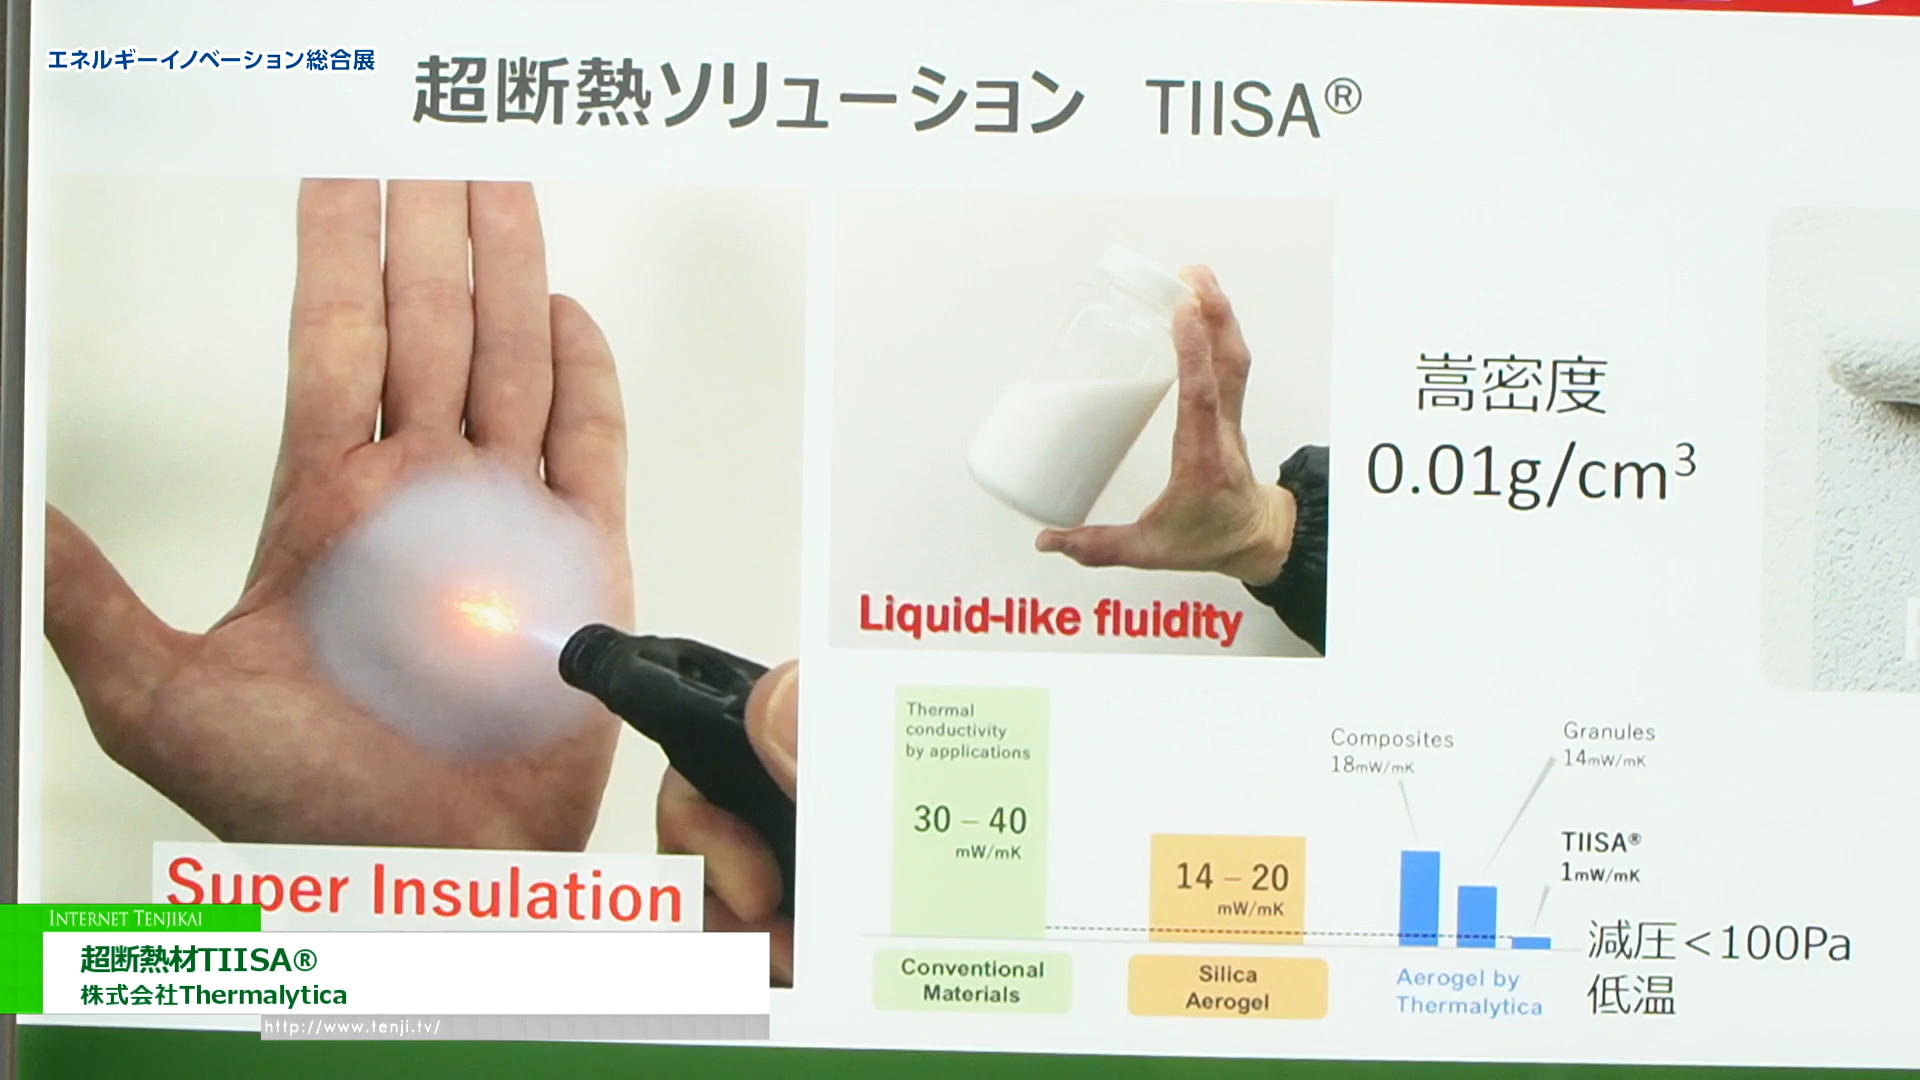 エネルギーイノベーション総合展
超断熱ソリューション TIISA®
嵩密度
0.01g/cm³
Liquid-like fluidity
Super Insulation
Thermal
conductivity
by applications
30 – 40
mW/mK
14 – 20
mW/mK
Composites
18mW/mK
Granules
14mW/mK
TIISA®
1mW/mK
減圧<100Pa
低温
Conventional
Materials
Silica
Aerogel
Aerogel by
Thermalytica
INTERNET TENJIKAI
超断熱材TIISA®
株式会社Thermalytica
http://www.tenji.tv/